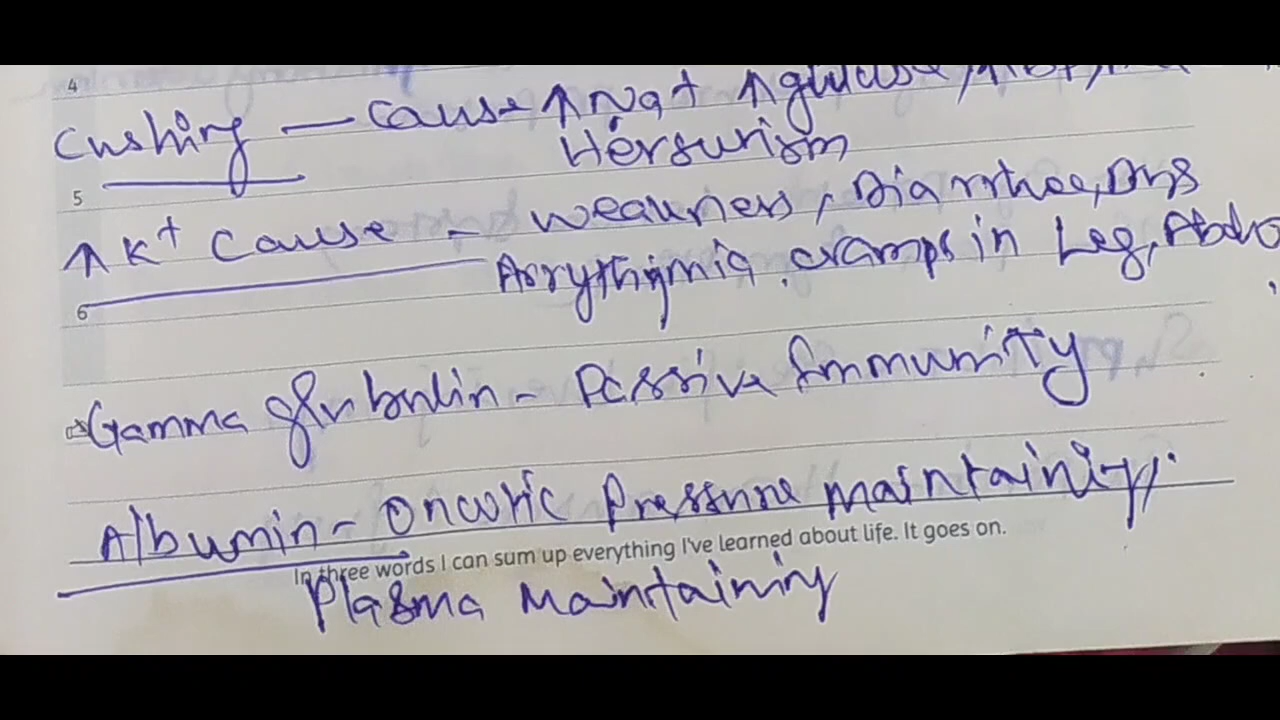 4
Cushing — Cause ↑Na+ ↑glucose,
Hersurism
5
↑K+ Cause - weakness, Diarrhea, Dys
Arrythmia. cramps in Leg, Abdo
6
Gamma globulin - Passive Immunity
Albumin - Oncotic Pressure maintaining,
In three words I can sum up everything I've learned about life. It goes on.
Plasma Maintaining